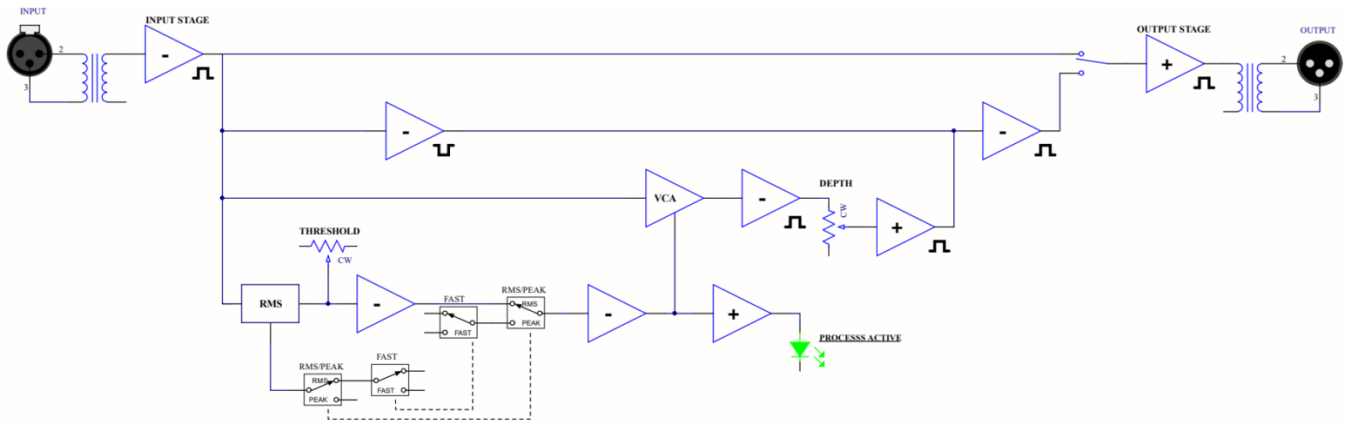 INPUT
INPUT STAGE
OUTPUT STAGE
OUTPUT
2
3
-
+
2
3
-
-
VCA
-
DEPTH
CW
+
THRESHOLD
CW
RMS
-
FAST
FAST
RMS/PEAK
RMS
PEAK
-
+
PROCESSS ACTIVE
RMS/PEAK
RMS
PEAK
FAST
FAST